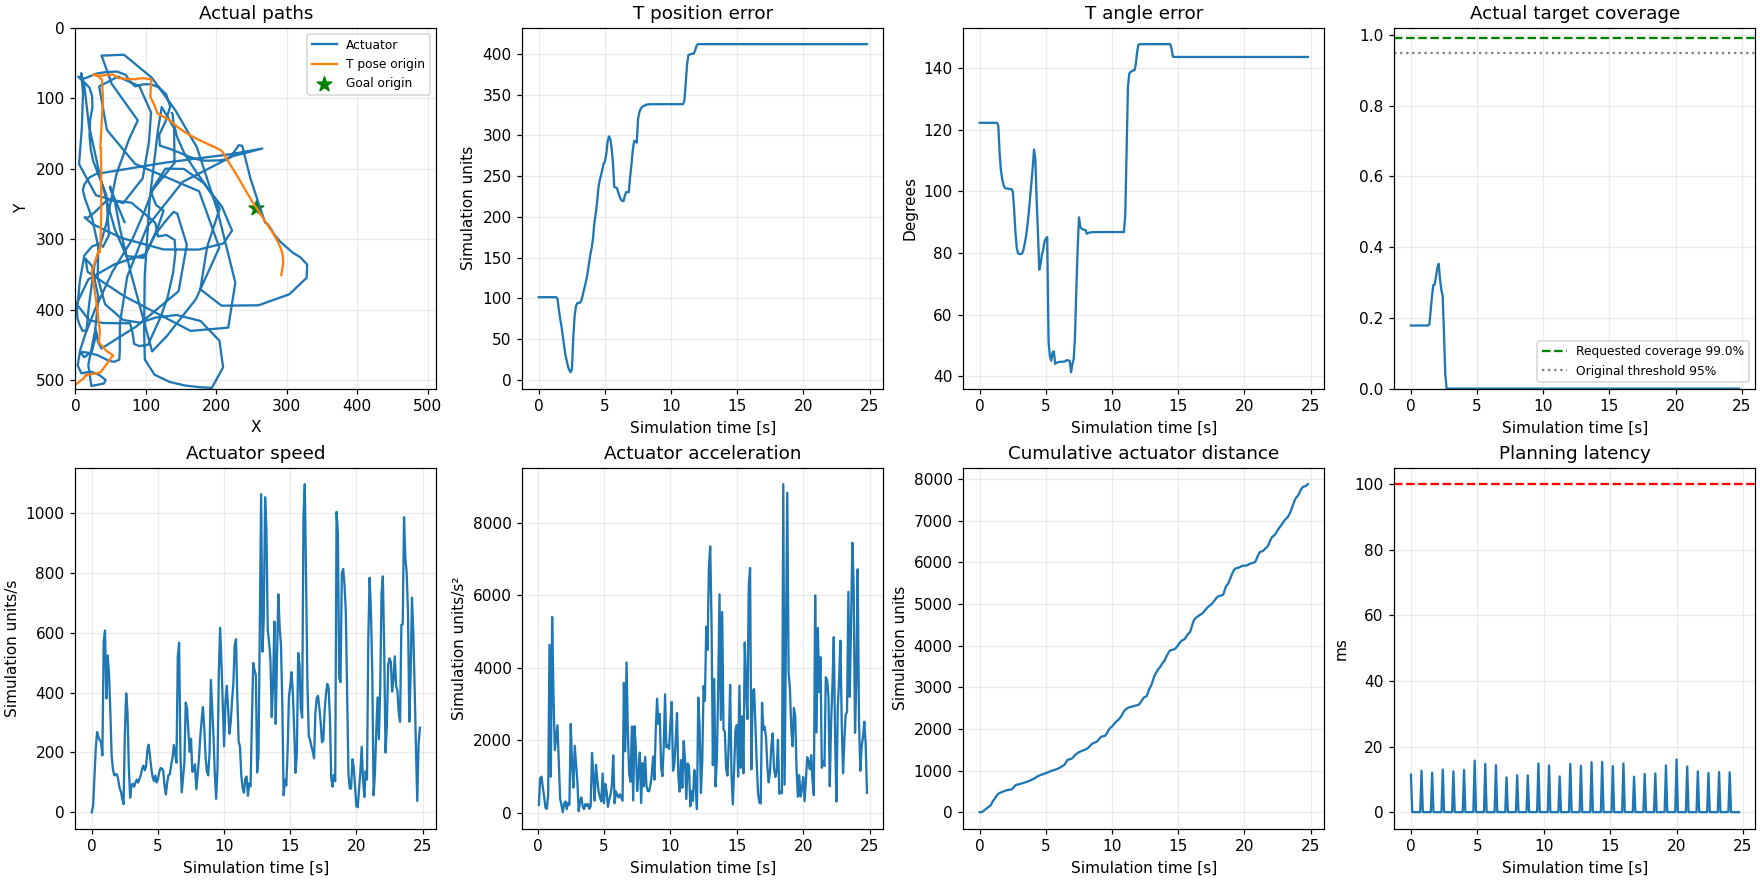 Actual paths
0
100
200
300
400
500
0 100 200 300 400 500
Y
X
Actuator
T pose origin
Goal origin
T position error
400
350
300
250
200
150
100
50
0
0 5 10 15 20 25
Simulation units
Simulation time [s]
T angle error
140
120
100
80
60
40
0 5 10 15 20 25
Degrees
Simulation time [s]
Actual target coverage
1.0
0.8
0.6
0.4
0.2
0.0
0 5 10 15 20 25
Simulation time [s]
Requested coverage 99.0%
Original threshold 95%
Actuator speed
1000
800
600
400
200
0
0 5 10 15 20 25
Simulation units/s
Simulation time [s]
Actuator acceleration
8000
6000
4000
2000
0
0 5 10 15 20 25
Simulation units/s²
Simulation time [s]
Cumulative actuator distance
8000
7000
6000
5000
4000
3000
2000
1000
0
0 5 10 15 20 25
Simulation units
Simulation time [s]
Planning latency
100
80
60
40
20
0
0 5 10 15 20 25
ms
Simulation time [s]